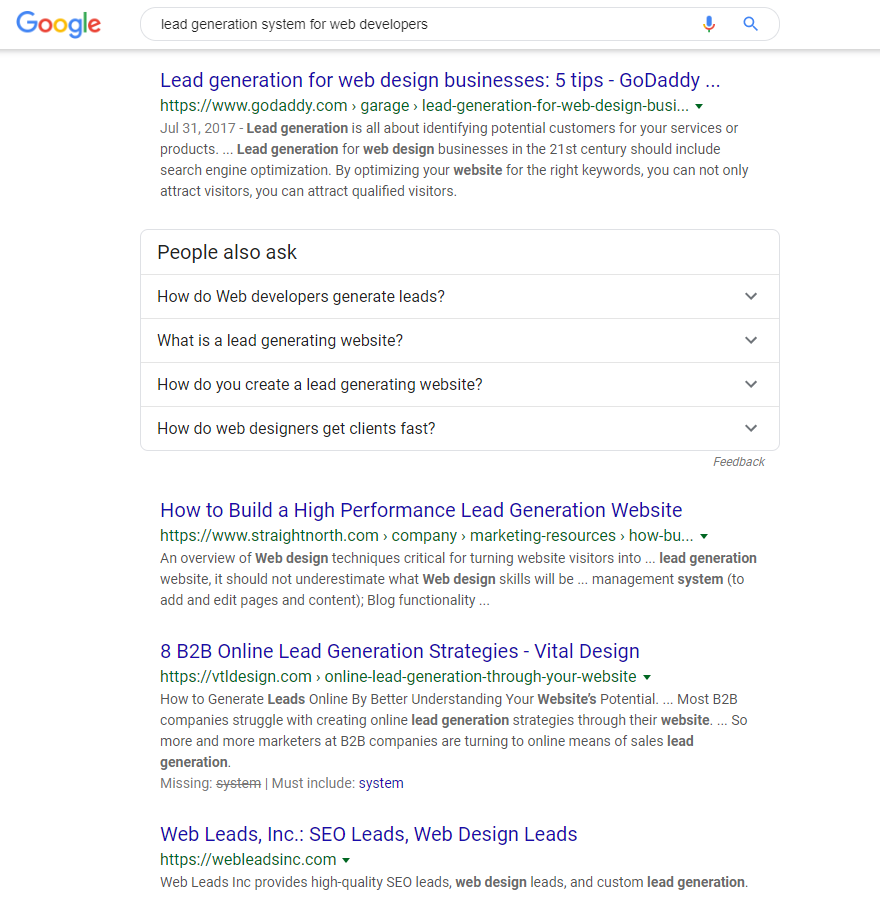 Google
lead generation system for web developers
Lead generation for web design businesses: 5 tips - GoDaddy ...
https://www.godaddy.com › garage › lead-generation-for-web-design-busi...
Jul 31, 2017 - Lead generation is all about identifying potential customers for your services or
products. ... Lead generation for web design businesses in the 21st century should include
search engine optimization. By optimizing your website for the right keywords, you can not only
attract visitors, you can attract qualified visitors.
People also ask
How do Web developers generate leads?
What is a lead generating website?
How do you create a lead generating website?
How do web designers get clients fast?
Feedback
How to Build a High Performance Lead Generation Website
https://www.straightnorth.com › company › marketing-resources › how-bu...
An overview of Web design techniques critical for turning website visitors into ... lead generation
website, it should not underestimate what Web design skills will be ... management system (to
add and edit pages and content); Blog functionality ...
8 B2B Online Lead Generation Strategies - Vital Design
https://vtldesign.com › online-lead-generation-through-your-website
How to Generate Leads Online By Better Understanding Your Website's Potential. ... Most B2B
companies struggle with creating online lead generation strategies through their website. ... So
more and more marketers at B2B companies are turning to online means of sales lead
generation.
Missing: system | Must include: system
Web Leads, Inc.: SEO Leads, Web Design Leads
https://webleadsinc.com
Web Leads Inc provides high-quality SEO leads, web design leads, and custom lead generation.